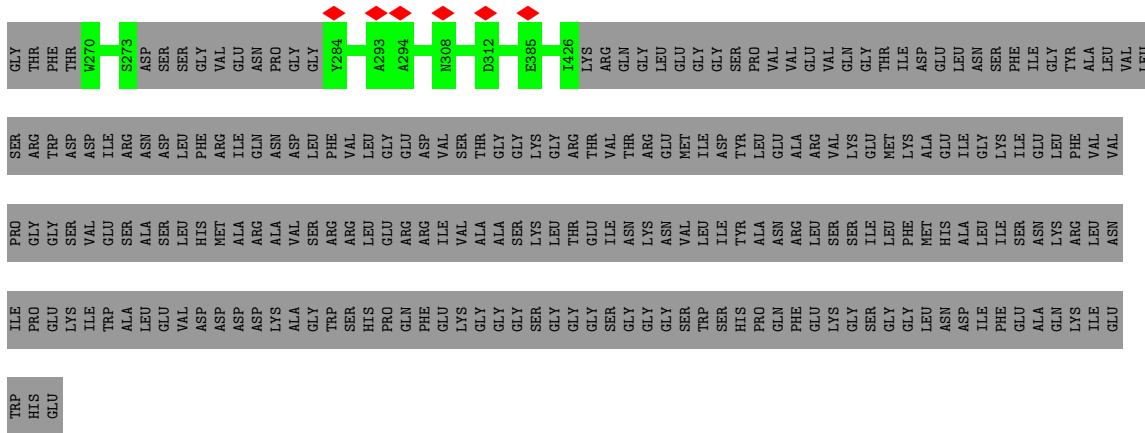 GLY THR PHE THR W270 S273 ASP SER SER GLY VAL GLU ASN PRO GLY GLY Y284 A293 A294 N308 D312 E385 I426 LYS ARG GLN GLY LEU GLU GLY GLY SER PRO VAL VAL GLU VAL GLN GLY THR ILE ASP GLU LEU ASN SER PHE ILE GLY TYR ALA LEU VAL LEU
SER ARG TRP ASP ASP ILE ARG ASN ASP LEU PHE ARG ILE GLN ASN ASP LEU PHE VAL LEU GLY GLU ASP VAL SER THR GLY GLY LYS GLY ARG THR VAL THR ARG GLU MET ILE ASP TYR LEU GLU ALA ARG VAL LYS GLU MET LYS ALA GLU ILE GLY LYS ILE GLU LEU PHE VAL VAL
PRO GLY GLY SER VAL GLU SER ALA SER LEU HIS MET ALA ARG ALA VAL SER ARG ARG LEU GLU ARG ARG ILE VAL ALA ALA SER LYS LEU THR GLU ILE ASN LYS ASN VAL LEU ILE TYR ALA ASN ARG LEU SER SER ILE LEU PHE MET HIS ALA LEU ILE SER ASN LYS ARG LEU ASN
ILE PRO GLU LYS ILE TRP ALA LEU GLU VAL ASP ASP ASP ASP LYS ALA GLY TRP SER HIS PRO GLN PHE GLU LYS GLY GLY GLY SER GLY GLY GLY SER GLY GLY GLY SER TRP SER HIS PRO GLN PHE GLU LYS GLY SER GLY GLY LEU ASN ASP ILE PHE GLU ALA GLN LYS ILE GLU
TRP HIS GLU